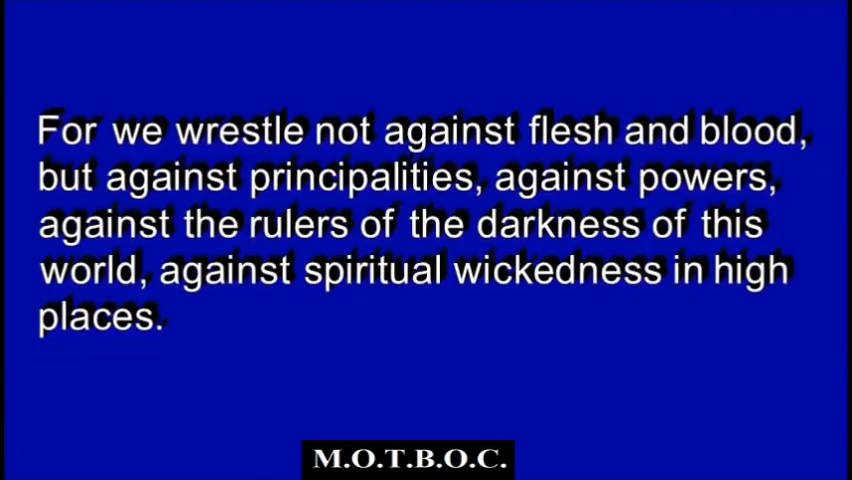 For we wrestle not against flesh and blood,
but against principalities, against powers,
against the rulers of the darkness of this
world, against spiritual wickedness in high
places.
M.O.T.B.O.C.